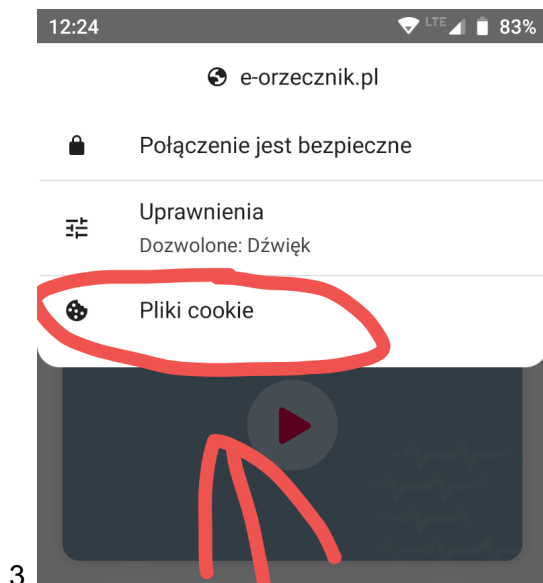 12:24 LTE 83%
e-orzecznik.pl
Połączenie jest bezpieczne
Uprawnienia
Dozwolone: Dźwięk
Pliki cookie
3